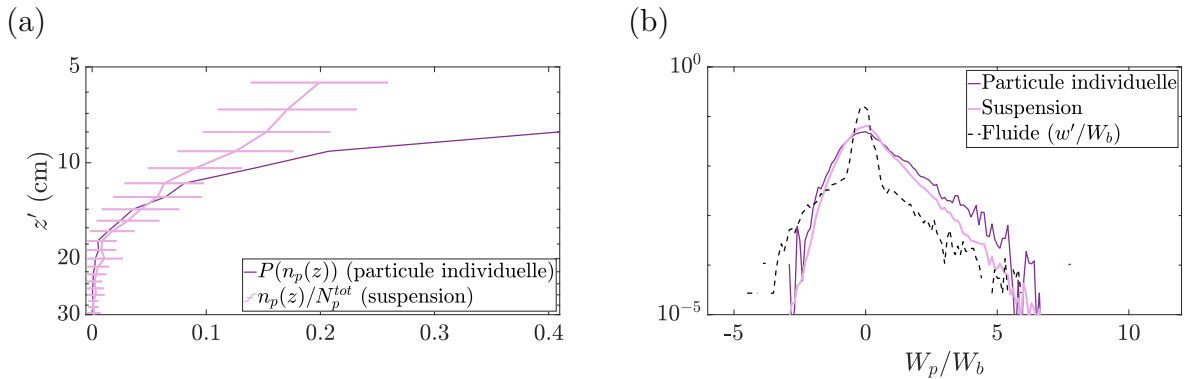 (a)
5
10
20
30
z′ (cm)
0
0.1
0.2
0.3
0.4
P(n_p(z)) (particule individuelle)
n_p(z)/N_p^{tot} (suspension)
(b)
10^0
10^{-5}
-5
0
5
10
W_p/W_b
Particule individuelle
Suspension
Fluide (w′/W_b)